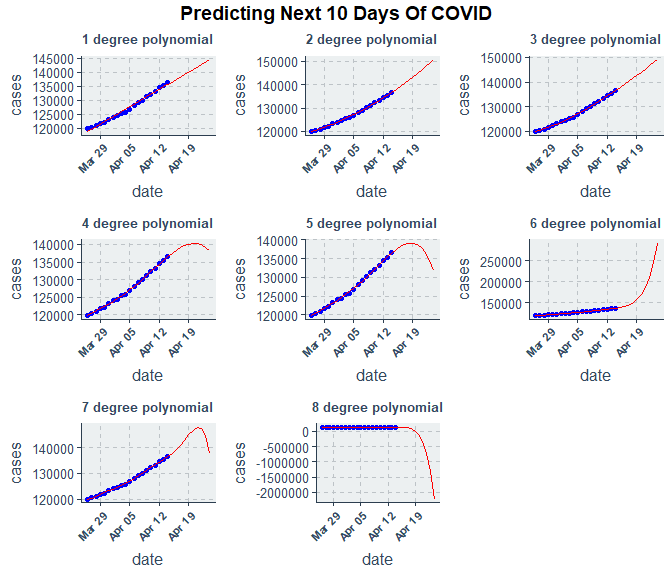 Predicting Next 10 Days Of COVID
1 degree polynomial
cases
145000
140000
135000
130000
125000
120000
Mar 29
Apr 05
Apr 12
Apr 19
date
2 degree polynomial
cases
150000
140000
130000
120000
Mar 29
Apr 05
Apr 12
Apr 19
date
3 degree polynomial
cases
150000
140000
130000
120000
Mar 29
Apr 05
Apr 12
Apr 19
date
4 degree polynomial
cases
140000
135000
130000
125000
120000
Mar 29
Apr 05
Apr 12
Apr 19
date
5 degree polynomial
cases
140000
135000
130000
125000
120000
Mar 29
Apr 05
Apr 12
Apr 19
date
6 degree polynomial
cases
250000
200000
150000
Mar 29
Apr 05
Apr 12
Apr 19
date
7 degree polynomial
cases
140000
130000
120000
Mar 29
Apr 05
Apr 12
Apr 19
date
8 degree polynomial
cases
0
-500000
-1000000
-1500000
-2000000
Mar 29
Apr 05
Apr 12
Apr 19
date